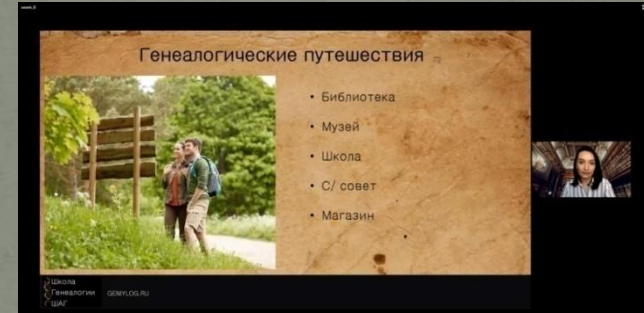 Генеалогические путешествия
• Библиотека
• Музей
• Школа
• С/ совет
• Магазин
Школа
Генеалогии
ШАГ
GENYLOG.RU